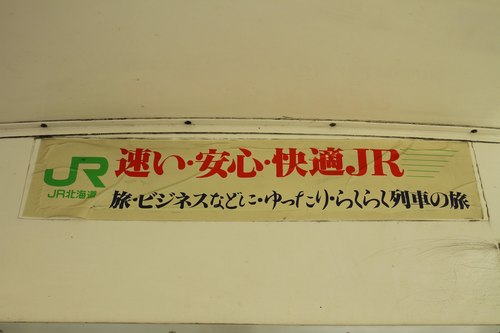 JR
JR北海道
速い・安心・快適JR
旅・ビジネスなどに・ゆったり・らくらく列車の旅